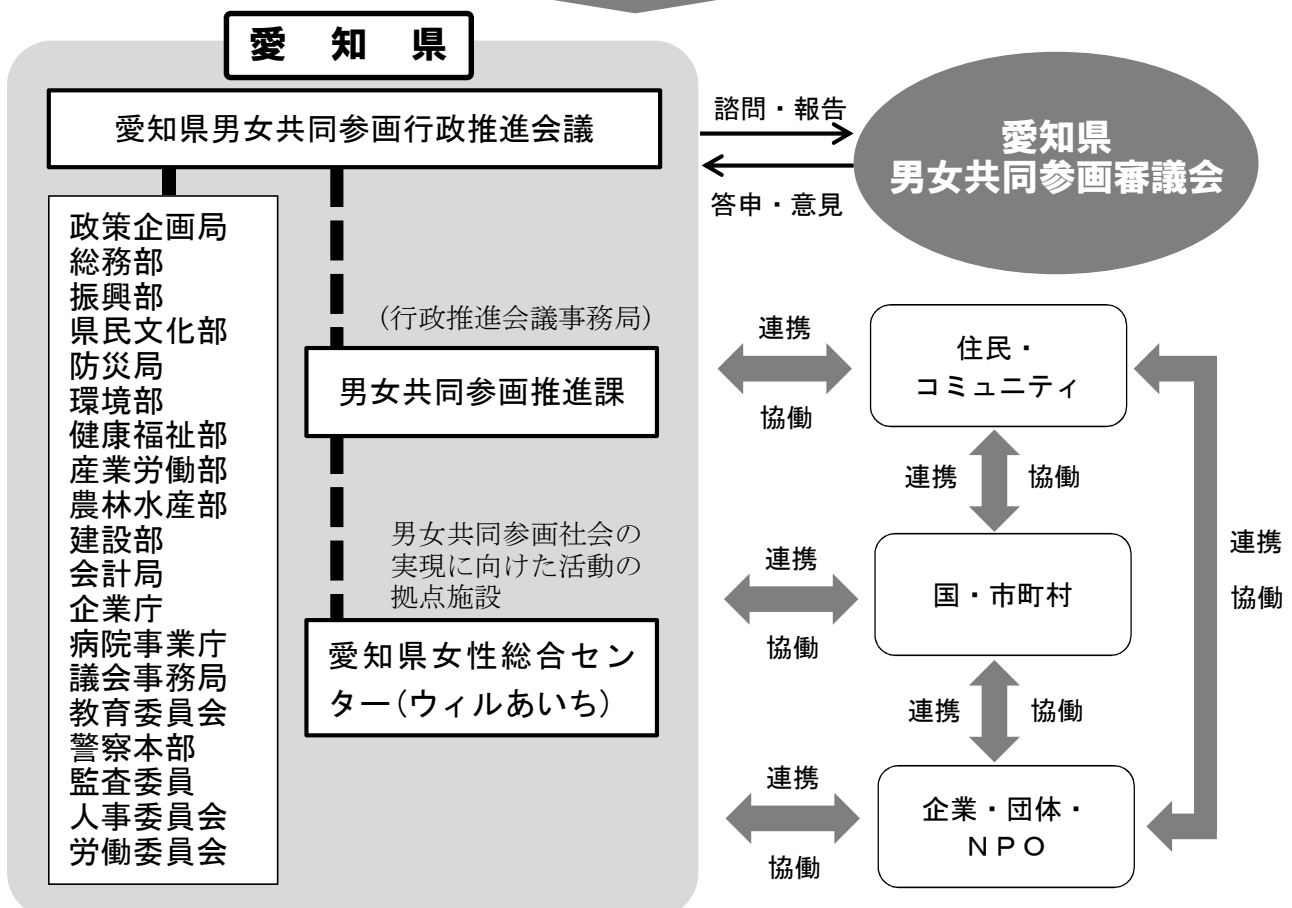 愛知県
愛知県男女共同参画行政推進会議
政策企画局
総務部
振興部
県民文化部
防災局
環境部
健康福祉部
産業労働部
農林水産部
建設部
会計局
企業庁
病院事業庁
議会事務局
教育委員会
警察本部
監査委員
人事委員会
労働委員会
(行政推進会議事務局)
男女共同参画推進課
男女共同参画社会の
実現に向けた活動の
拠点施設
愛知県女性総合セン
ター(ウィルあいち)
諮問・報告
答申・意見
愛知県
男女共同参画審議会
連携
協働
住民・
コミュニティ
連携 協働
連携
協働
国・市町村
連携
協働
連携 協働
連携
協働
企業・団体・
NPO